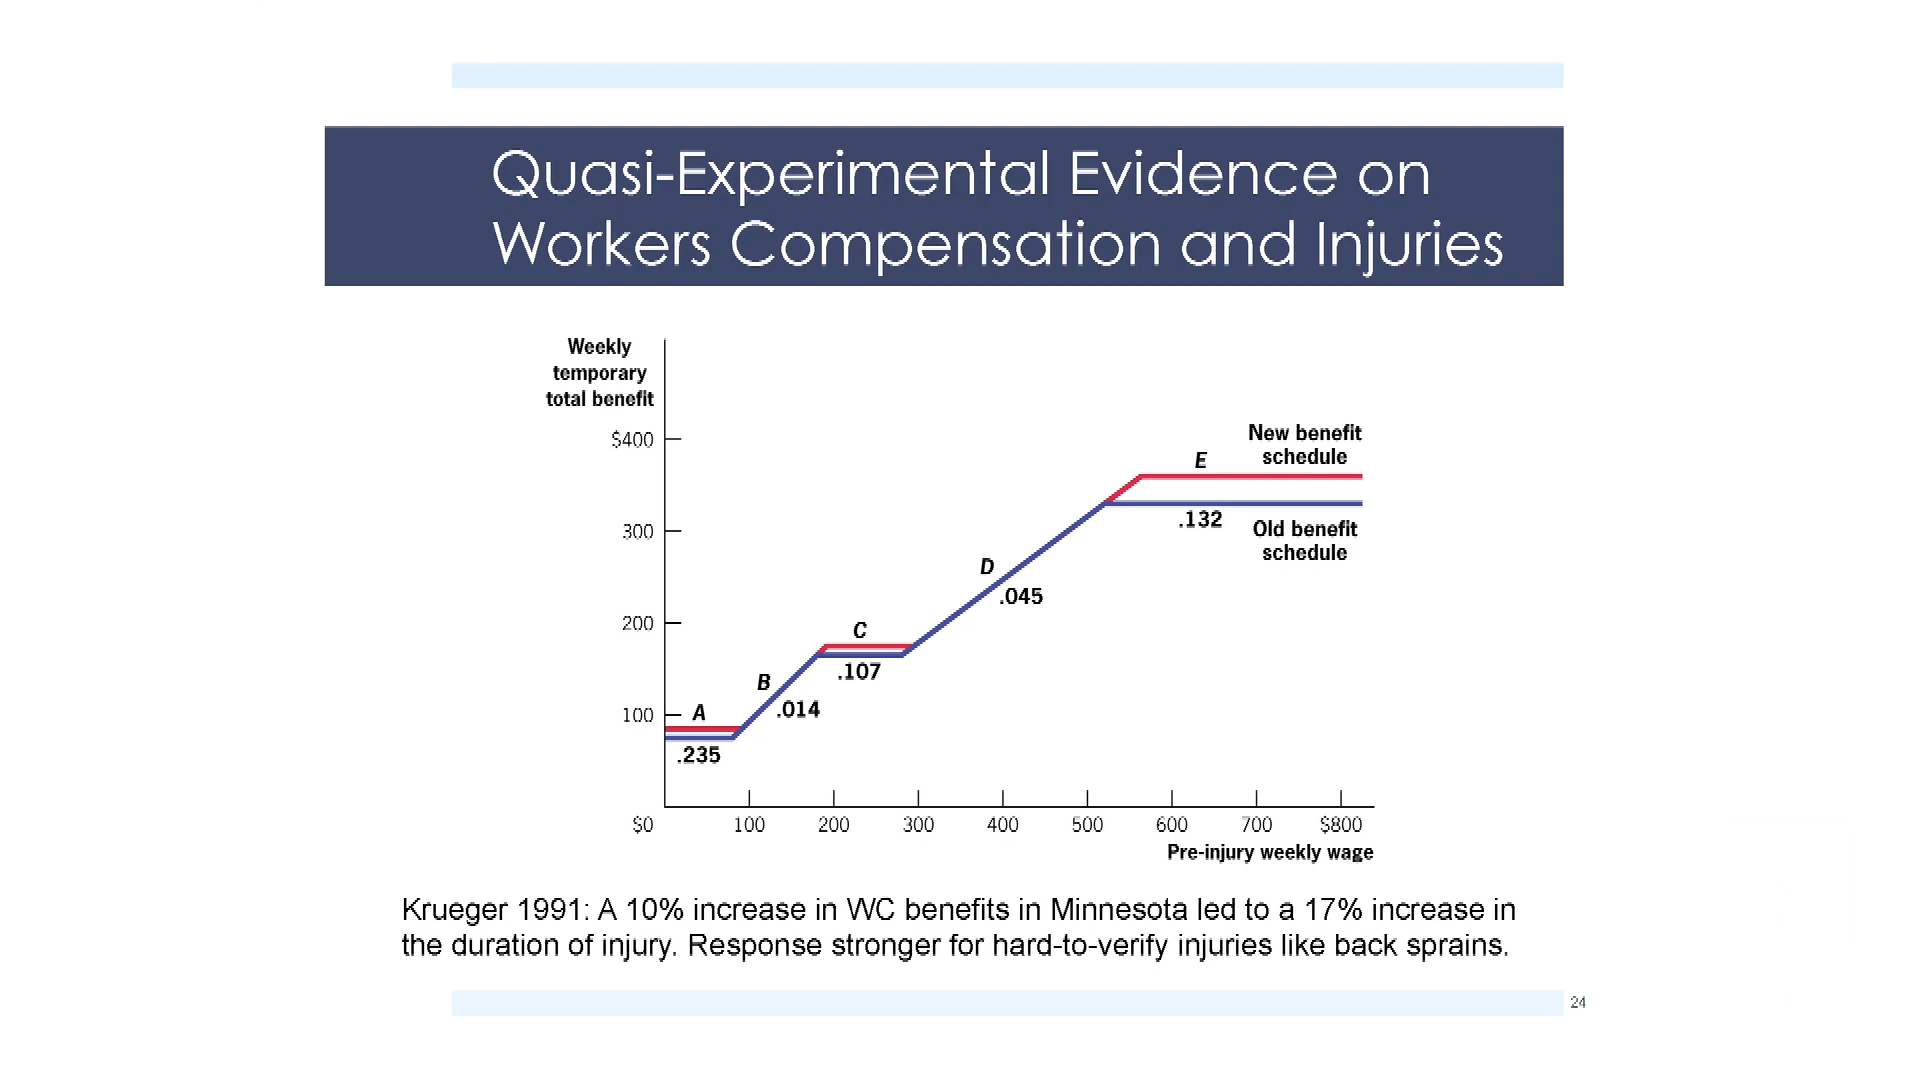 Quasi-Experimental Evidence on
Workers Compensation and Injuries
Weekly
temporary
total benefit
$400
300
200
100
$0
100
200
300
400
500
600
700
$800
Pre-injury weekly wage
A
.235
B
.014
C
.107
D
.045
E
.132
New benefit
schedule
Old benefit
schedule
Krueger 1991: A 10% increase in WC benefits in Minnesota led to a 17% increase in
the duration of injury. Response stronger for hard-to-verify injuries like back sprains.
24